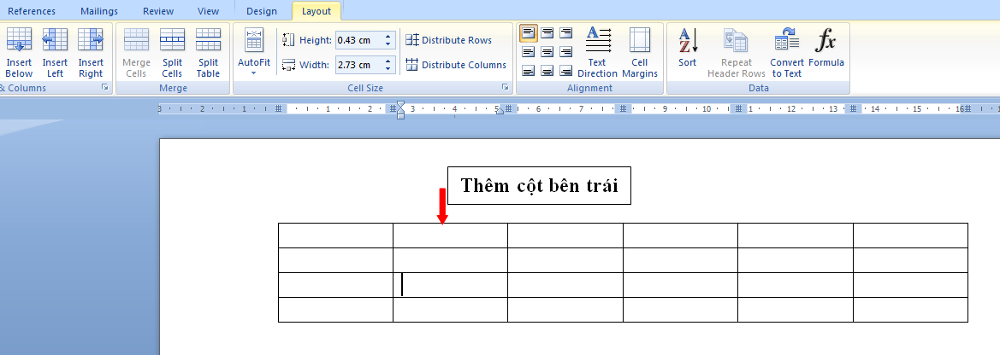 References Mailings Review View Design Layout
Insert Below Insert Left Insert Right Merge Cells Split Cells Split Table AutoFit Height: 0.43 cm Distribute Rows Text Direction Cell Margins Sort Repeat Header Rows Convert to Text Formula
Width: 2.73 cm Distribute Columns
& Columns Merge Cell Size Alignment Data
3 2 1 1 2 3 4 5 6 7 8 9 10 1 12 13 14 15 16 1
Thêm cột bên trái